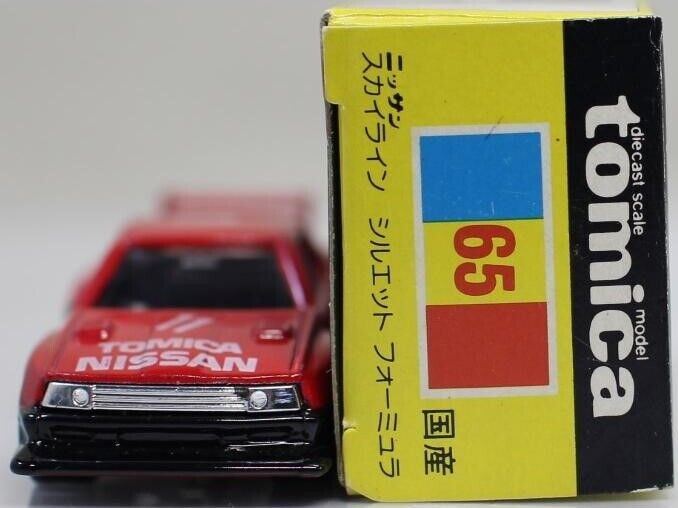 TOMICA
NISSAN
ニッサン
スカイライン シルエット フォーミュラ
65
国産
diecast scale model
tomica